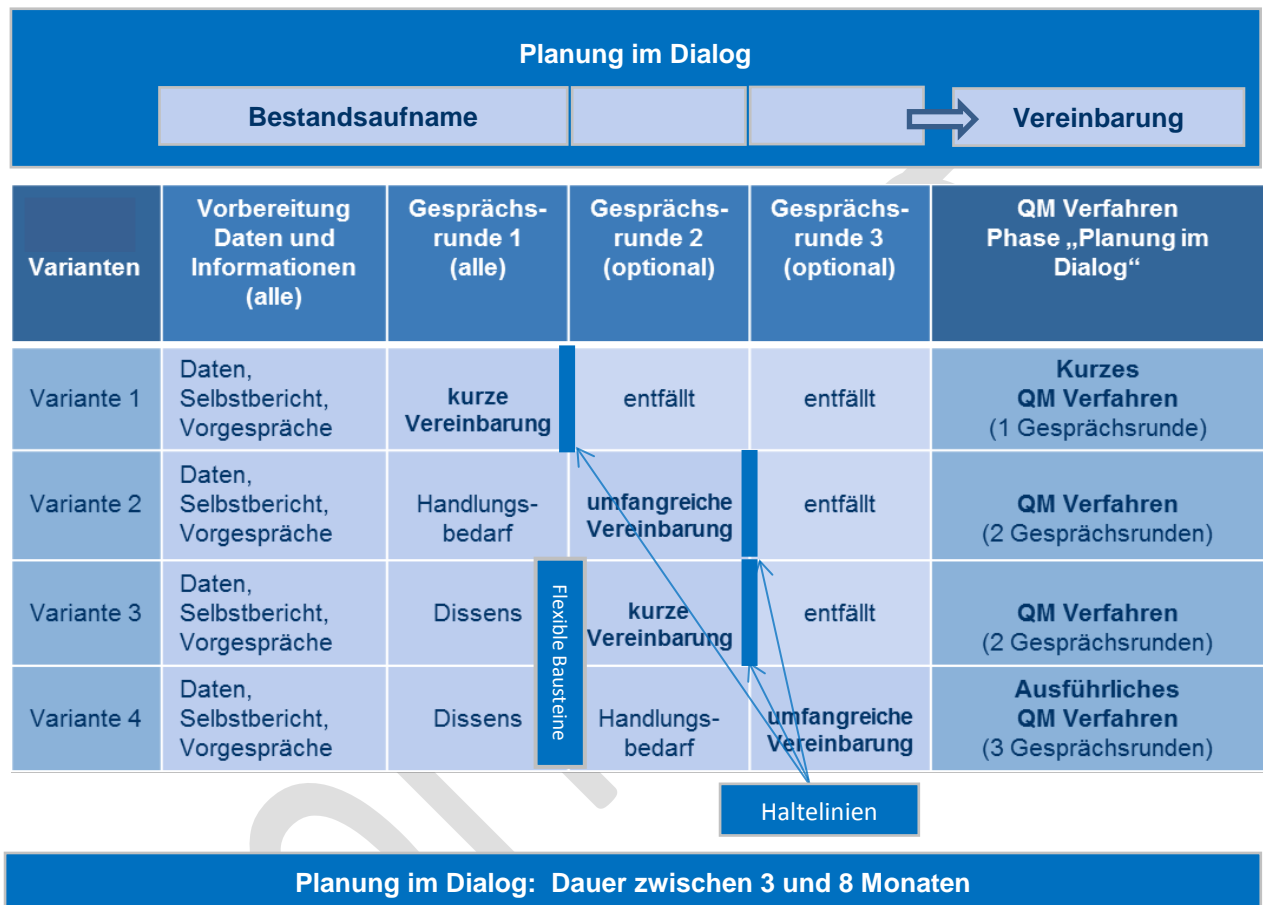 Planung im Dialog
Bestandsaufname
Vereinbarung
Varianten
Vorbereitung
Daten und
Informationen
(alle)
Gesprächs-
runde 1
(alle)
Gesprächs-
runde 2
(optional)
Gesprächs-
runde 3
(optional)
QM Verfahren
Phase „Planung im
Dialog“
Variante 1
Daten,
Selbstbericht,
Vorgespräche
kurze
Vereinbarung
entfällt
entfällt
Kurzes
QM Verfahren
(1 Gesprächsrunde)
Variante 2
Daten,
Selbstbericht,
Vorgespräche
Handlungs-
bedarf
umfangreiche
Vereinbarung
entfällt
QM Verfahren
(2 Gesprächsrunden)
Variante 3
Daten,
Selbstbericht,
Vorgespräche
Dissens
Flexible Bausteine
kurze
Vereinbarung
entfällt
QM Verfahren
(2 Gesprächsrunden)
Variante 4
Daten,
Selbstbericht,
Vorgespräche
Dissens
Handlungs-
bedarf
umfangreiche
Vereinbarung
Ausführliches
QM Verfahren
(3 Gesprächsrunden)
Haltelinien
Planung im Dialog: Dauer zwischen 3 und 8 Monaten